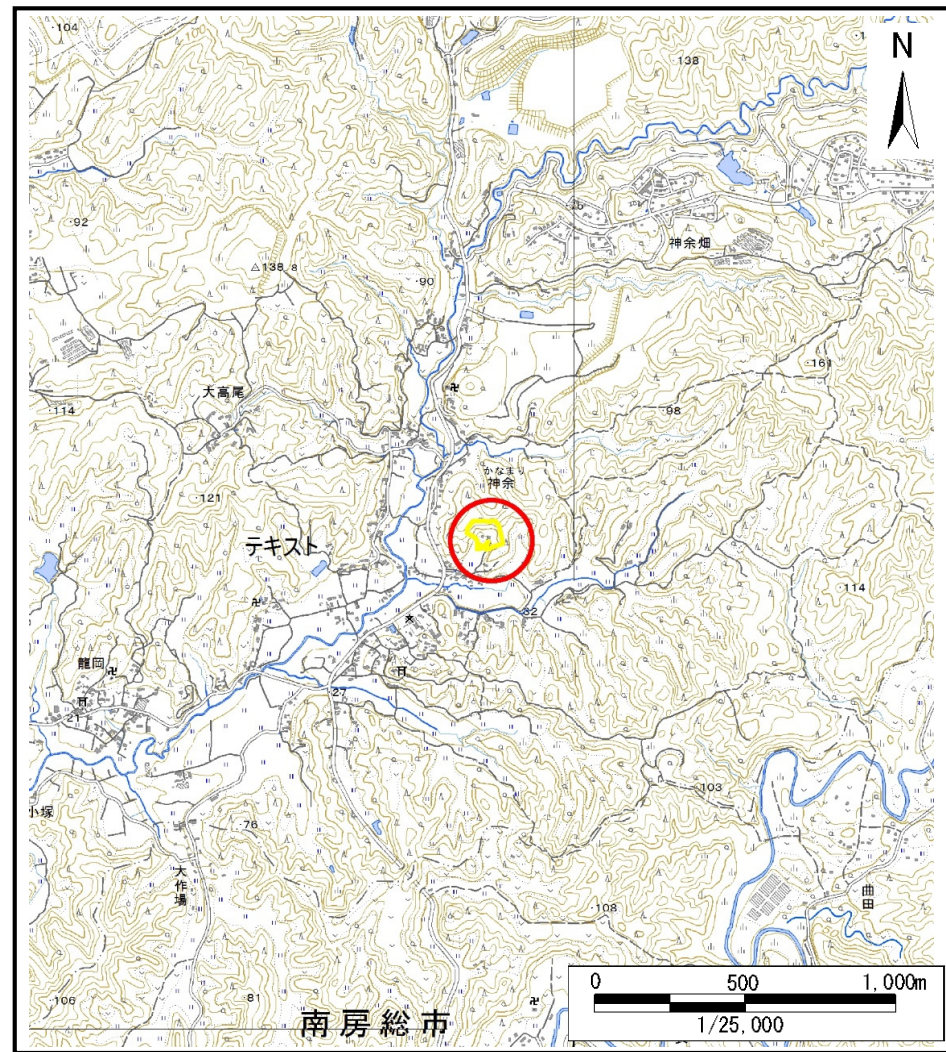 ·104
·138
N
·92
75
神余畑
△138.8
·90
·161
大高尾
·114
·98
かなまり
神余
·121
テキスト
·114
·32
龍岡
·27
21
·103
小塚
·76
大作場
曲田
·108
·106
·81
南房総市
0 500 1,000m
1/25,000